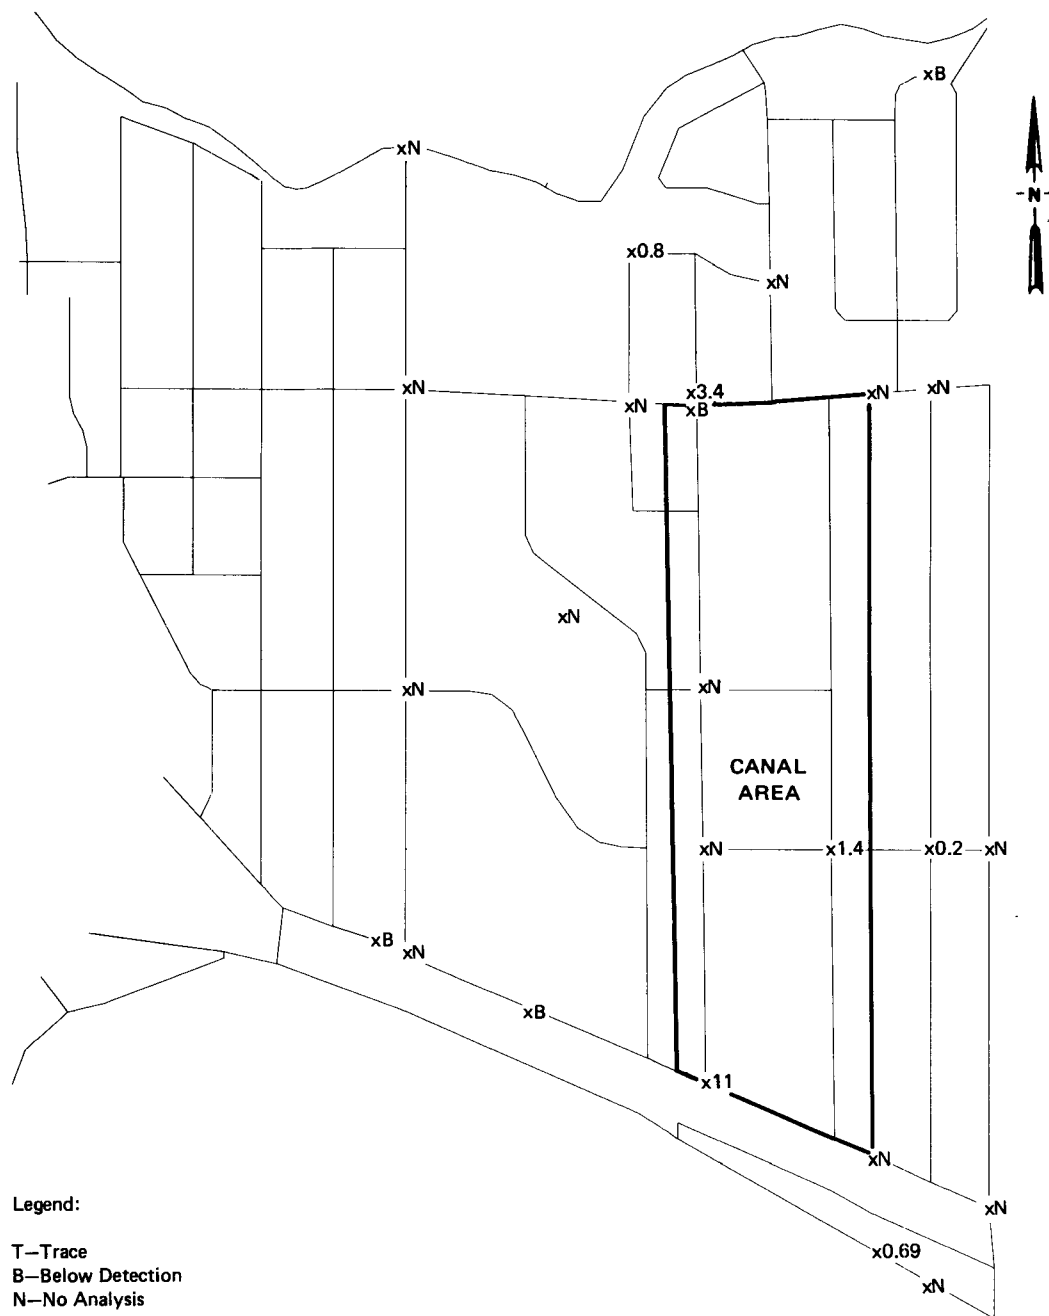 xB
xN
N
x0.8
xN
xN
xN
x3.4
xB
xN
xN
xN
xN
xN
CANAL
AREA
xN
x1.4
x0.2
xN
xB
xN
xB
x11
xN
xN
x0.69
xN
Legend:
T—Trace
B—Below Detection
N—No Analysis